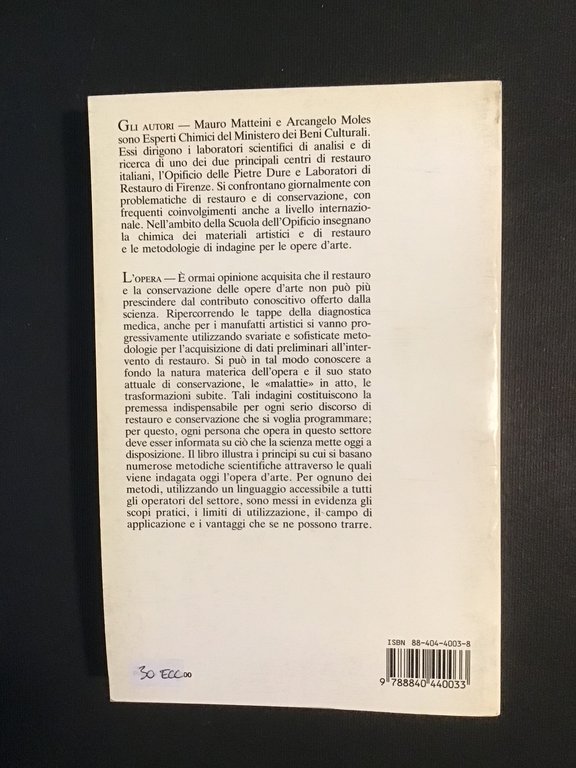 GLI AUTORI — Mauro Matteini e Arcangelo Moles
sono Esperti Chimici del Ministero dei Beni Culturali.
Essi dirigono i laboratori scientifici di analisi e di
ricerca di uno dei due principali centri di restauro
italiani, l'Opificio delle Pietre Dure e Laboratori di
Restauro di Firenze. Si confrontano giornalmente con
problematiche di restauro e di conservazione, con
frequenti coinvolgimenti anche a livello internazio-
nale. Nell'ambito della Scuola dell'Opificio insegnano
la chimica dei materiali artistici e di restauro
e le metodologie di indagine per le opere d'arte.
L'OPERA — È ormai opinione acquisita che il restauro
e la conservazione delle opere d'arte non può più
prescindere dal contributo conoscitivo offerto dalla
scienza. Ripercorrendo le tappe della diagnostica
medica, anche per i manufatti artistici si vanno pro-
gressivamente utilizzando svariate e sofisticate meto-
dologie per l'acquisizione di dati preliminari all'inter-
vento di restauro. Si può in tal modo conoscere a
fondo la natura materica dell'opera e il suo stato
attuale di conservazione, le «malattie» in atto, le
trasformazioni subite. Tali indagini costituiscono la
premessa indispensabile per ogni serio discorso di
restauro e conservazione che si voglia programmare;
per questo, ogni persona che opera in questo settore
deve esser informata su ciò che la scienza mette oggi a
disposizione. Il libro illustra i principi su cui si basano
numerose metodiche scientifiche attraverso le quali
viene indagata oggi l'opera d'arte. Per ognuno dei
metodi, utilizzando un linguaggio accessibile a tutti
gli operatori del settore, sono messi in evidenza gli
scopi pratici, i limiti di utilizzazione, il campo di
applicazione e i vantaggi che se ne possono trarre.
ISBN 88-404-4003-8
9 788840 440033
30 ECC 00